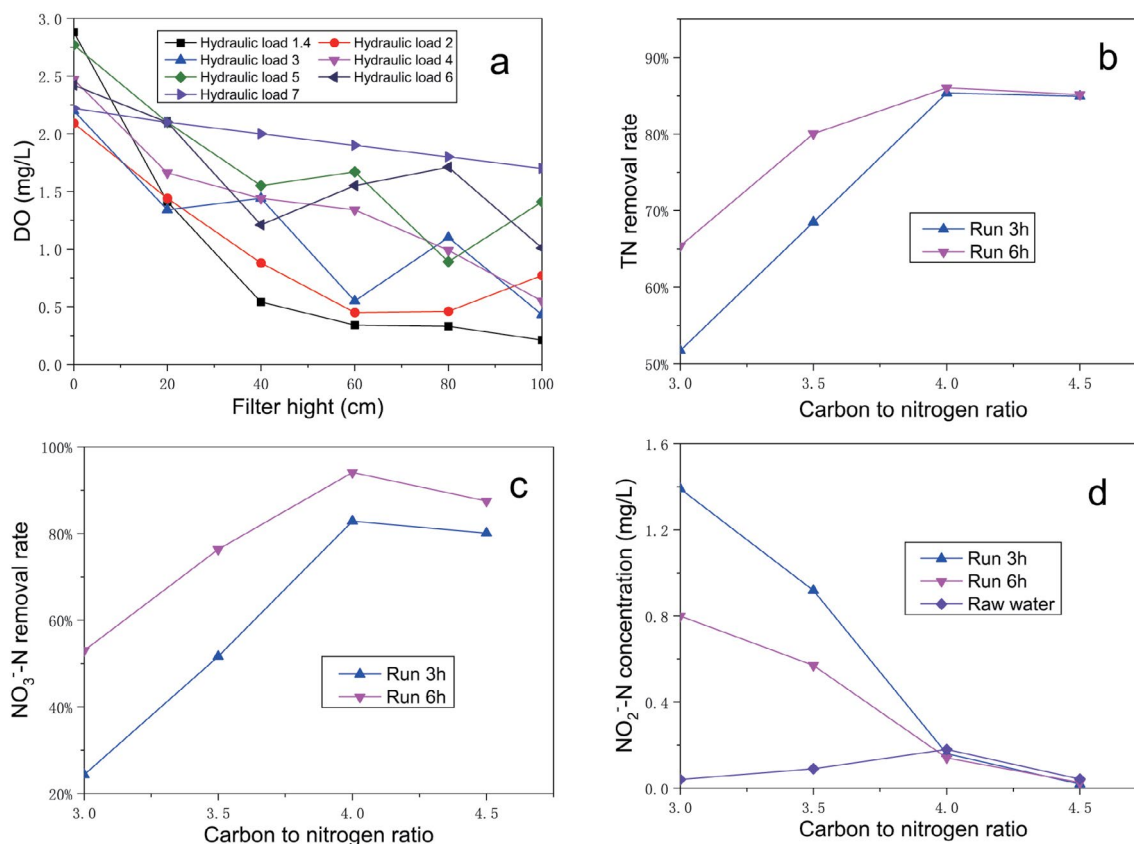 a
Hydraulic load 1.4
Hydraulic load 2
Hydraulic load 3
Hydraulic load 4
Hydraulic load 5
Hydraulic load 6
Hydraulic load 7
DO (mg/L)
3.0
2.5
2.0
1.5
1.0
0.5
0.0
0 20 40 60 80 100
Filter hight (cm)
b
TN removal rate
90%
80%
70%
60%
50%
Run 3h
Run 6h
3.0 3.5 4.0 4.5
Carbon to nitrogen ratio
c
NO₃⁻-N removal rate
100%
80%
60%
40%
20%
Run 3h
Run 6h
3.0 3.5 4.0 4.5
Carbon to nitrogen ratio
d
NO₂⁻-N concentration (mg/L)
1.6
1.2
0.8
0.4
0.0
Run 3h
Run 6h
Raw water
3.0 3.5 4.0 4.5
Carbon to nitrogen ratio